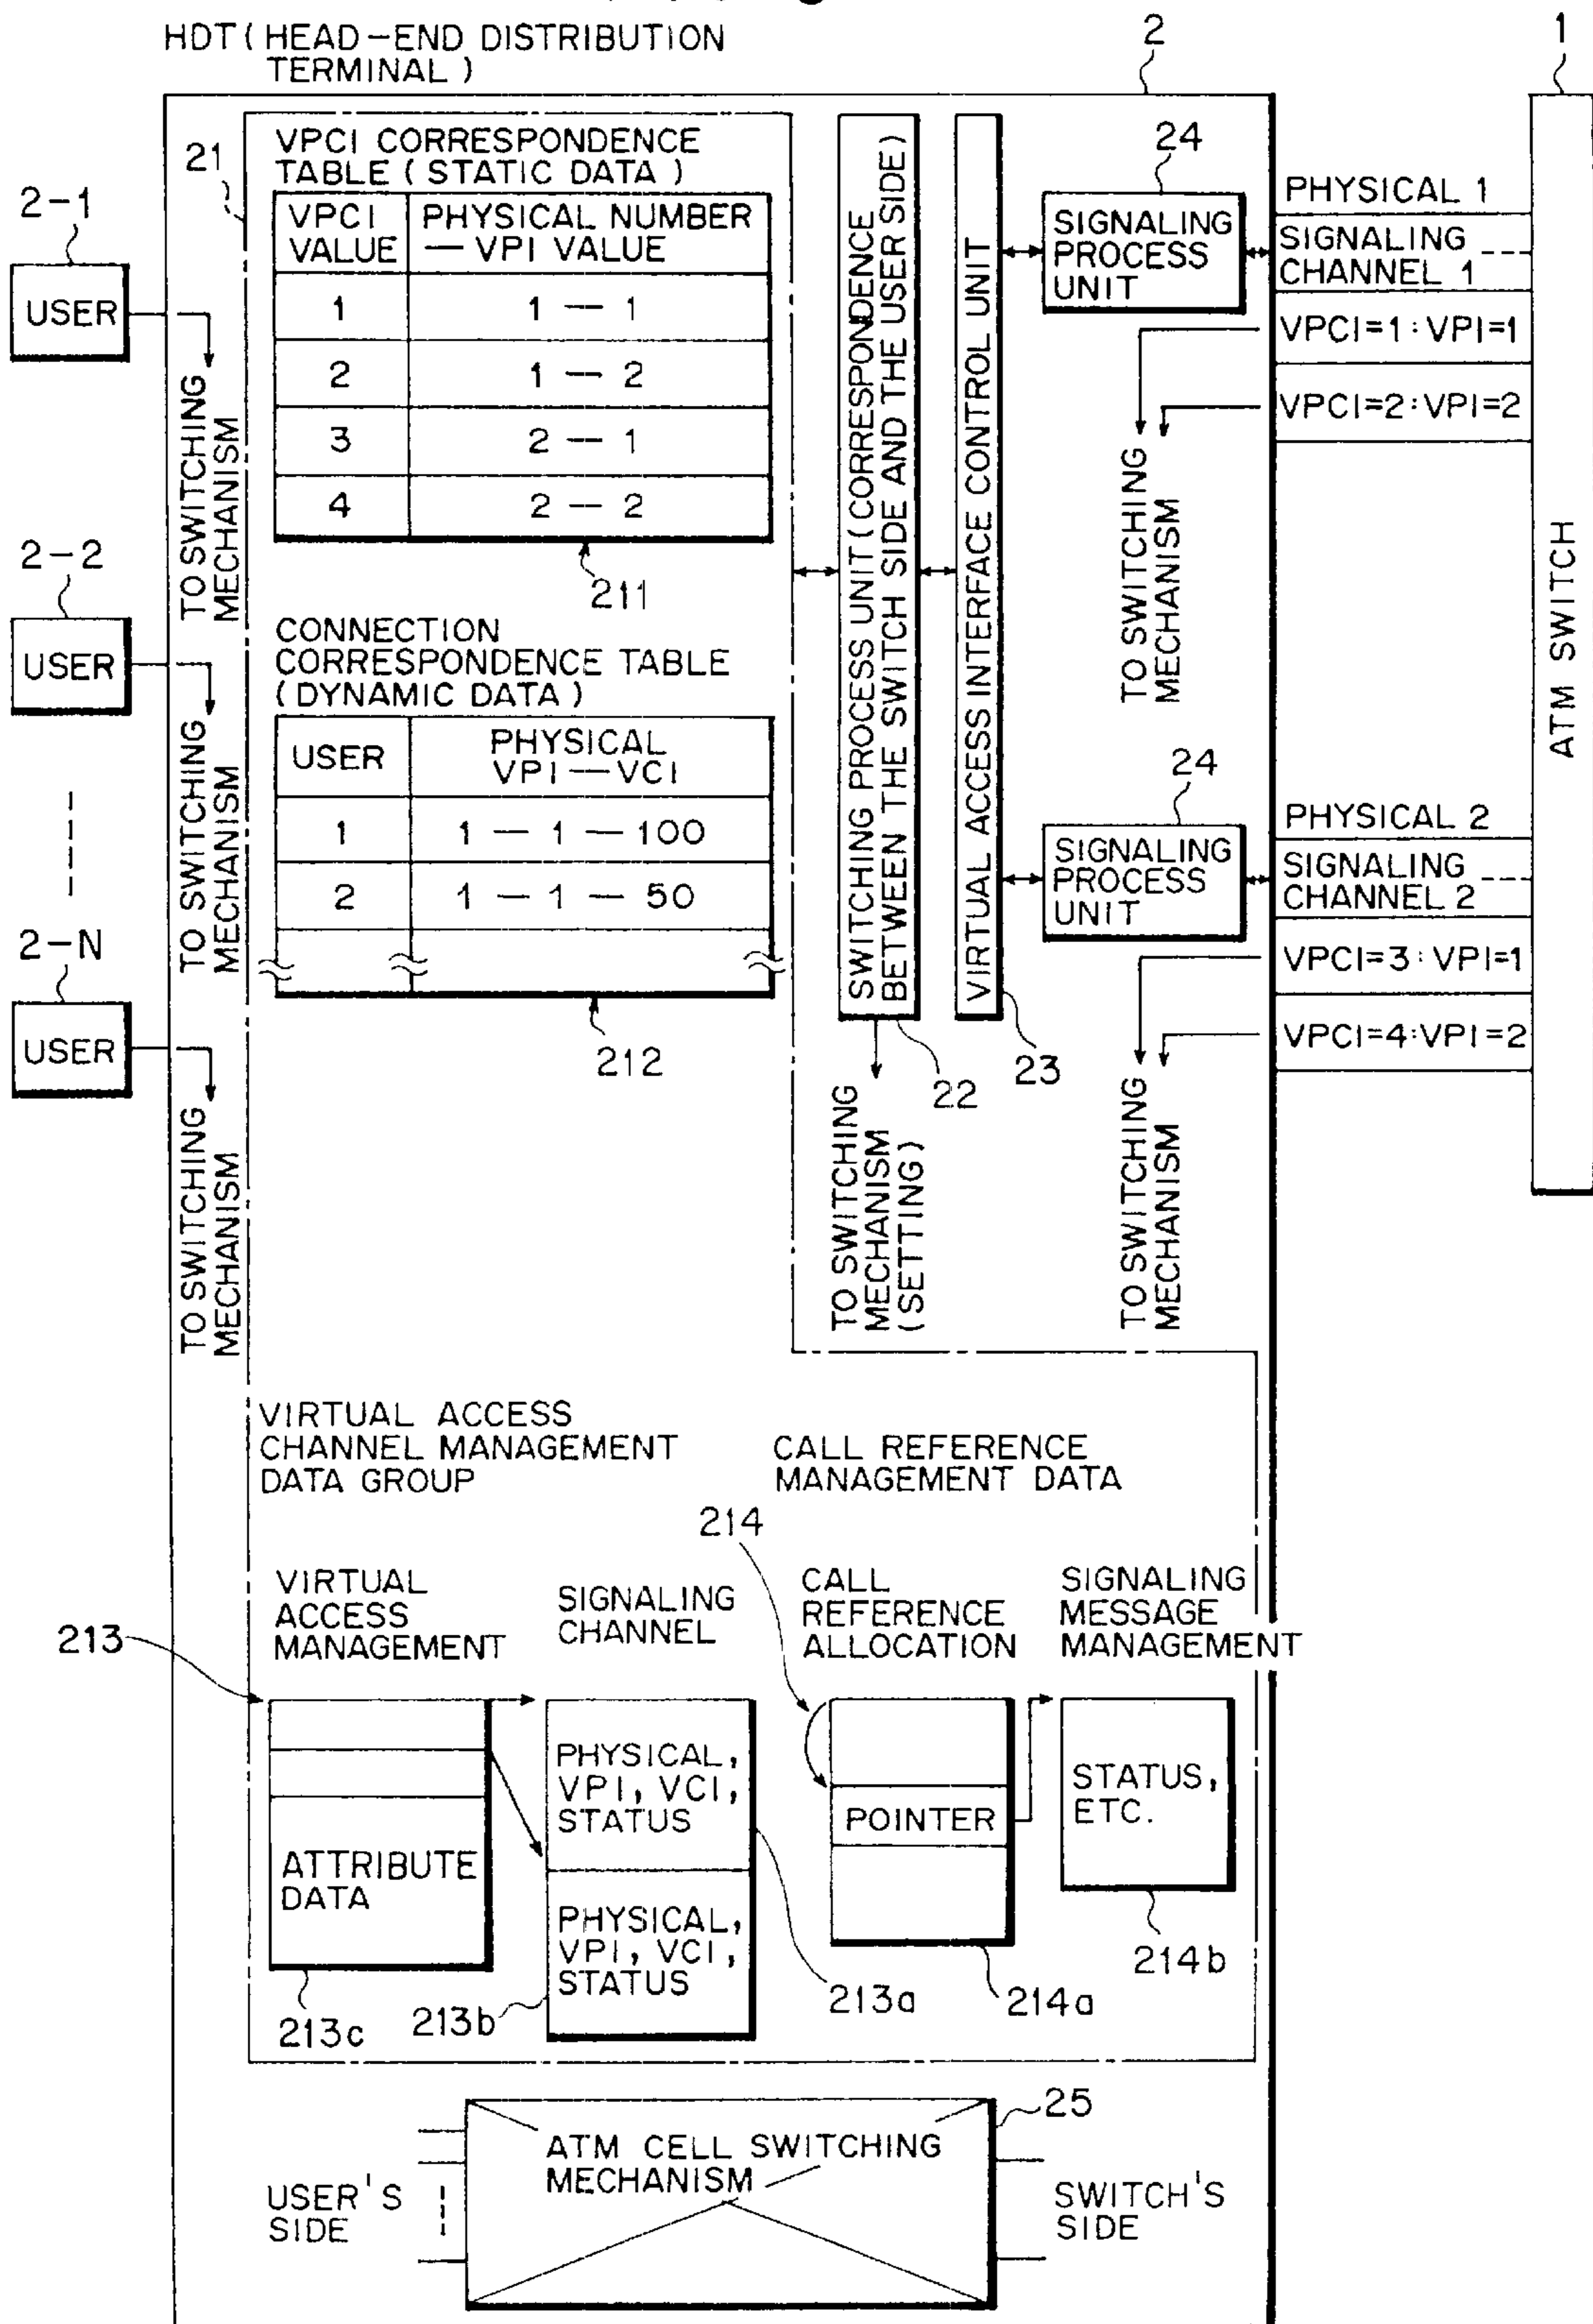 HDT ( HEAD-END DISTRIBUTION
TERMINAL )
2
1
21
VPCI CORRESPONDENCE
TABLE ( STATIC DATA )
VPCI VALUE
PHYSICAL NUMBER — VPI VALUE
1
1 — 1
2
1 — 2
3
2 — 1
4
2 — 2
211
CONNECTION
CORRESPONDENCE TABLE
( DYNAMIC DATA )
USER
PHYSICAL
VPI — VCI
1
1 — 1 — 100
2
1 — 1 — 50
212
2-1
USER
2-2
USER
2-N
USER
TO SWITCHING
MECHANISM
TO SWITCHING
MECHANISM
TO SWITCHING
MECHANISM
SWITCHING PROCESS UNIT ( CORRESPONDENCE
BETWEEN THE SWITCH SIDE AND THE USER SIDE )
22
VIRTUAL ACCESS INTERFACE CONTROL UNIT
23
TO SWITCHING
MECHANISM
(SETTING)
24
SIGNALING
PROCESS
UNIT
TO SWITCHING
MECHANISM
24
SIGNALING
PROCESS
UNIT
TO SWITCHING
MECHANISM
PHYSICAL 1
SIGNALING
CHANNEL 1
VPCI=1 : VPI=1
VPCI=2 : VPI=2
PHYSICAL 2
SIGNALING
CHANNEL 2
VPCI=3 : VPI=1
VPCI=4 : VPI=2
ATM SWITCH
VIRTUAL ACCESS
CHANNEL MANAGEMENT
DATA GROUP
CALL REFERENCE
MANAGEMENT DATA
214
VIRTUAL
ACCESS
MANAGEMENT
SIGNALING
CHANNEL
CALL
REFERENCE
ALLOCATION
SIGNALING
MESSAGE
MANAGEMENT
213
ATTRIBUTE
DATA
213c
PHYSICAL,
VPI, VCI,
STATUS
213a
PHYSICAL,
VPI, VCI,
STATUS
213b
POINTER
214a
STATUS,
ETC.
214b
25
ATM CELL SWITCHING
MECHANISM
USER'S
SIDE
SWITCH'S
SIDE